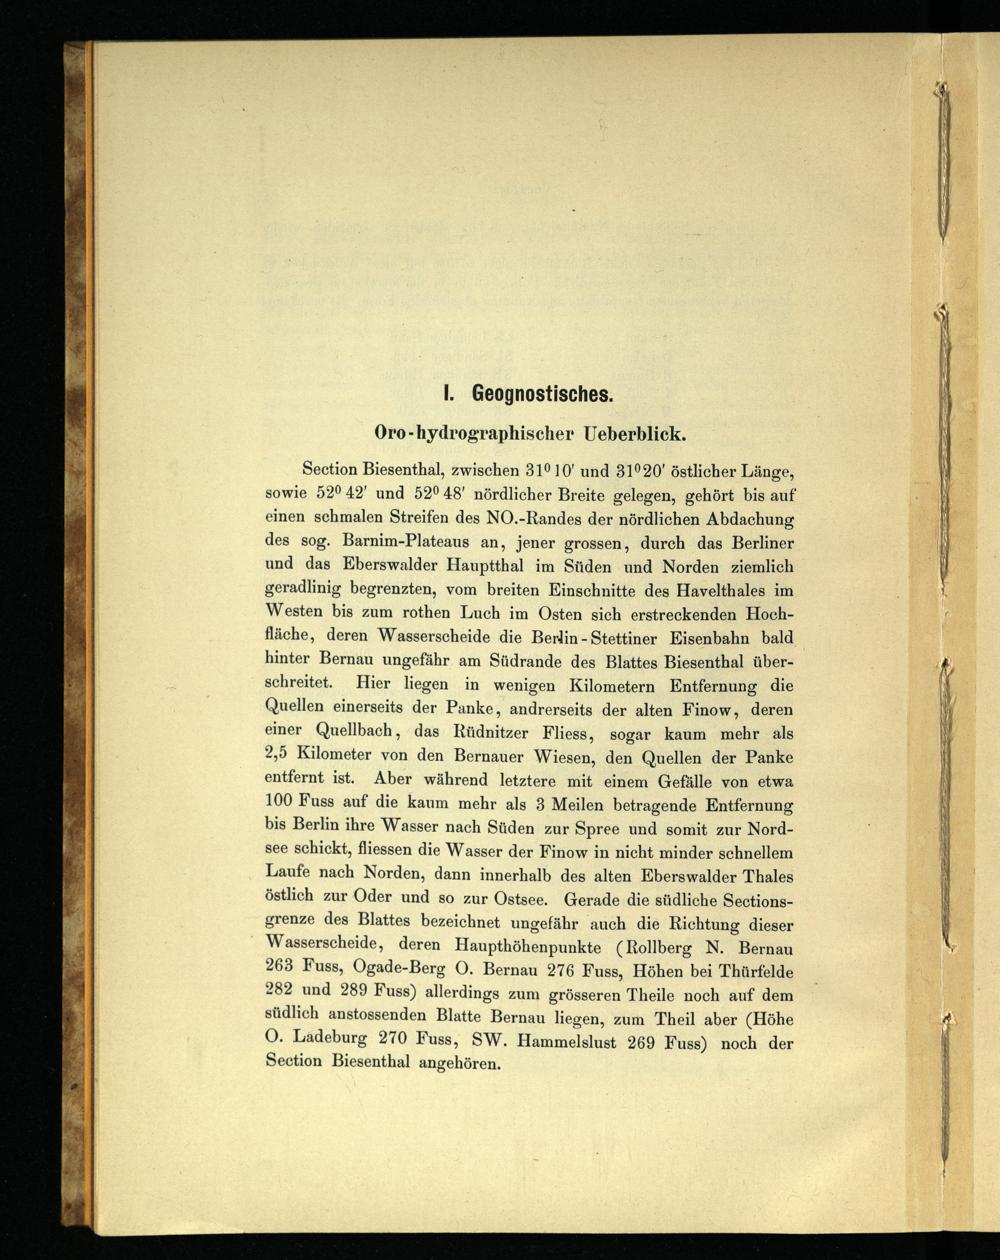 I. Geognostisches.
Oro-hydrographischer Ueberblick.
Section Biesenthal, zwischen 31° 10′ und 31° 20′ östlicher Länge,
sowie 52° 42′ und 52° 48′ nördlicher Breite gelegen, gehört bis auf
einen schmalen Streifen des NO.-Randes der nördlichen Abdachung
des sog. Barnim-Plateaus an, jener grossen, durch das Berliner
und das Eberswalder Hauptthal im Süden und Norden ziemlich
geradlinig begrenzten, vom breiten Einschnitte des Havelthales im
Westen bis zum rothen Luch im Osten sich erstreckenden Hoch-
fläche, deren Wasserscheide die Berlin-Stettiner Eisenbahn bald
hinter Bernau ungefähr am Südrande des Blattes Biesenthal über-
schreitet. Hier liegen in wenigen Kilometern Entfernung die
Quellen einerseits der Panke, andrerseits der alten Finow, deren
einer Quellbach, das Rüdnitzer Fliess, sogar kaum mehr als
2,5 Kilometer von den Bernauer Wiesen, den Quellen der Panke
entfernt ist. Aber während letztere mit einem Gefälle von etwa
100 Fuss auf die kaum mehr als 3 Meilen betragende Entfernung
bis Berlin ihre Wasser nach Süden zur Spree und somit zur Nord-
see schickt, fliessen die Wasser der Finow in nicht minder schnellem
Laufe nach Norden, dann innerhalb des alten Eberswalder Thales
östlich zur Oder und so zur Ostsee. Gerade die südliche Sections-
grenze des Blattes bezeichnet ungefähr auch die Richtung dieser
Wasserscheide, deren Haupthöhenpunkte (Rollberg N. Bernau
263 Fuss, Ogade-Berg O. Bernau 276 Fuss, Höhen bei Thürfelde
282 und 289 Fuss) allerdings zum grösseren Theile noch auf dem
südlich anstossenden Blatte Bernau liegen, zum Theil aber (Höhe
O. Ladeburg 270 Fuss, SW. Hammelslust 269 Fuss) noch der
Section Biesenthal angehören.